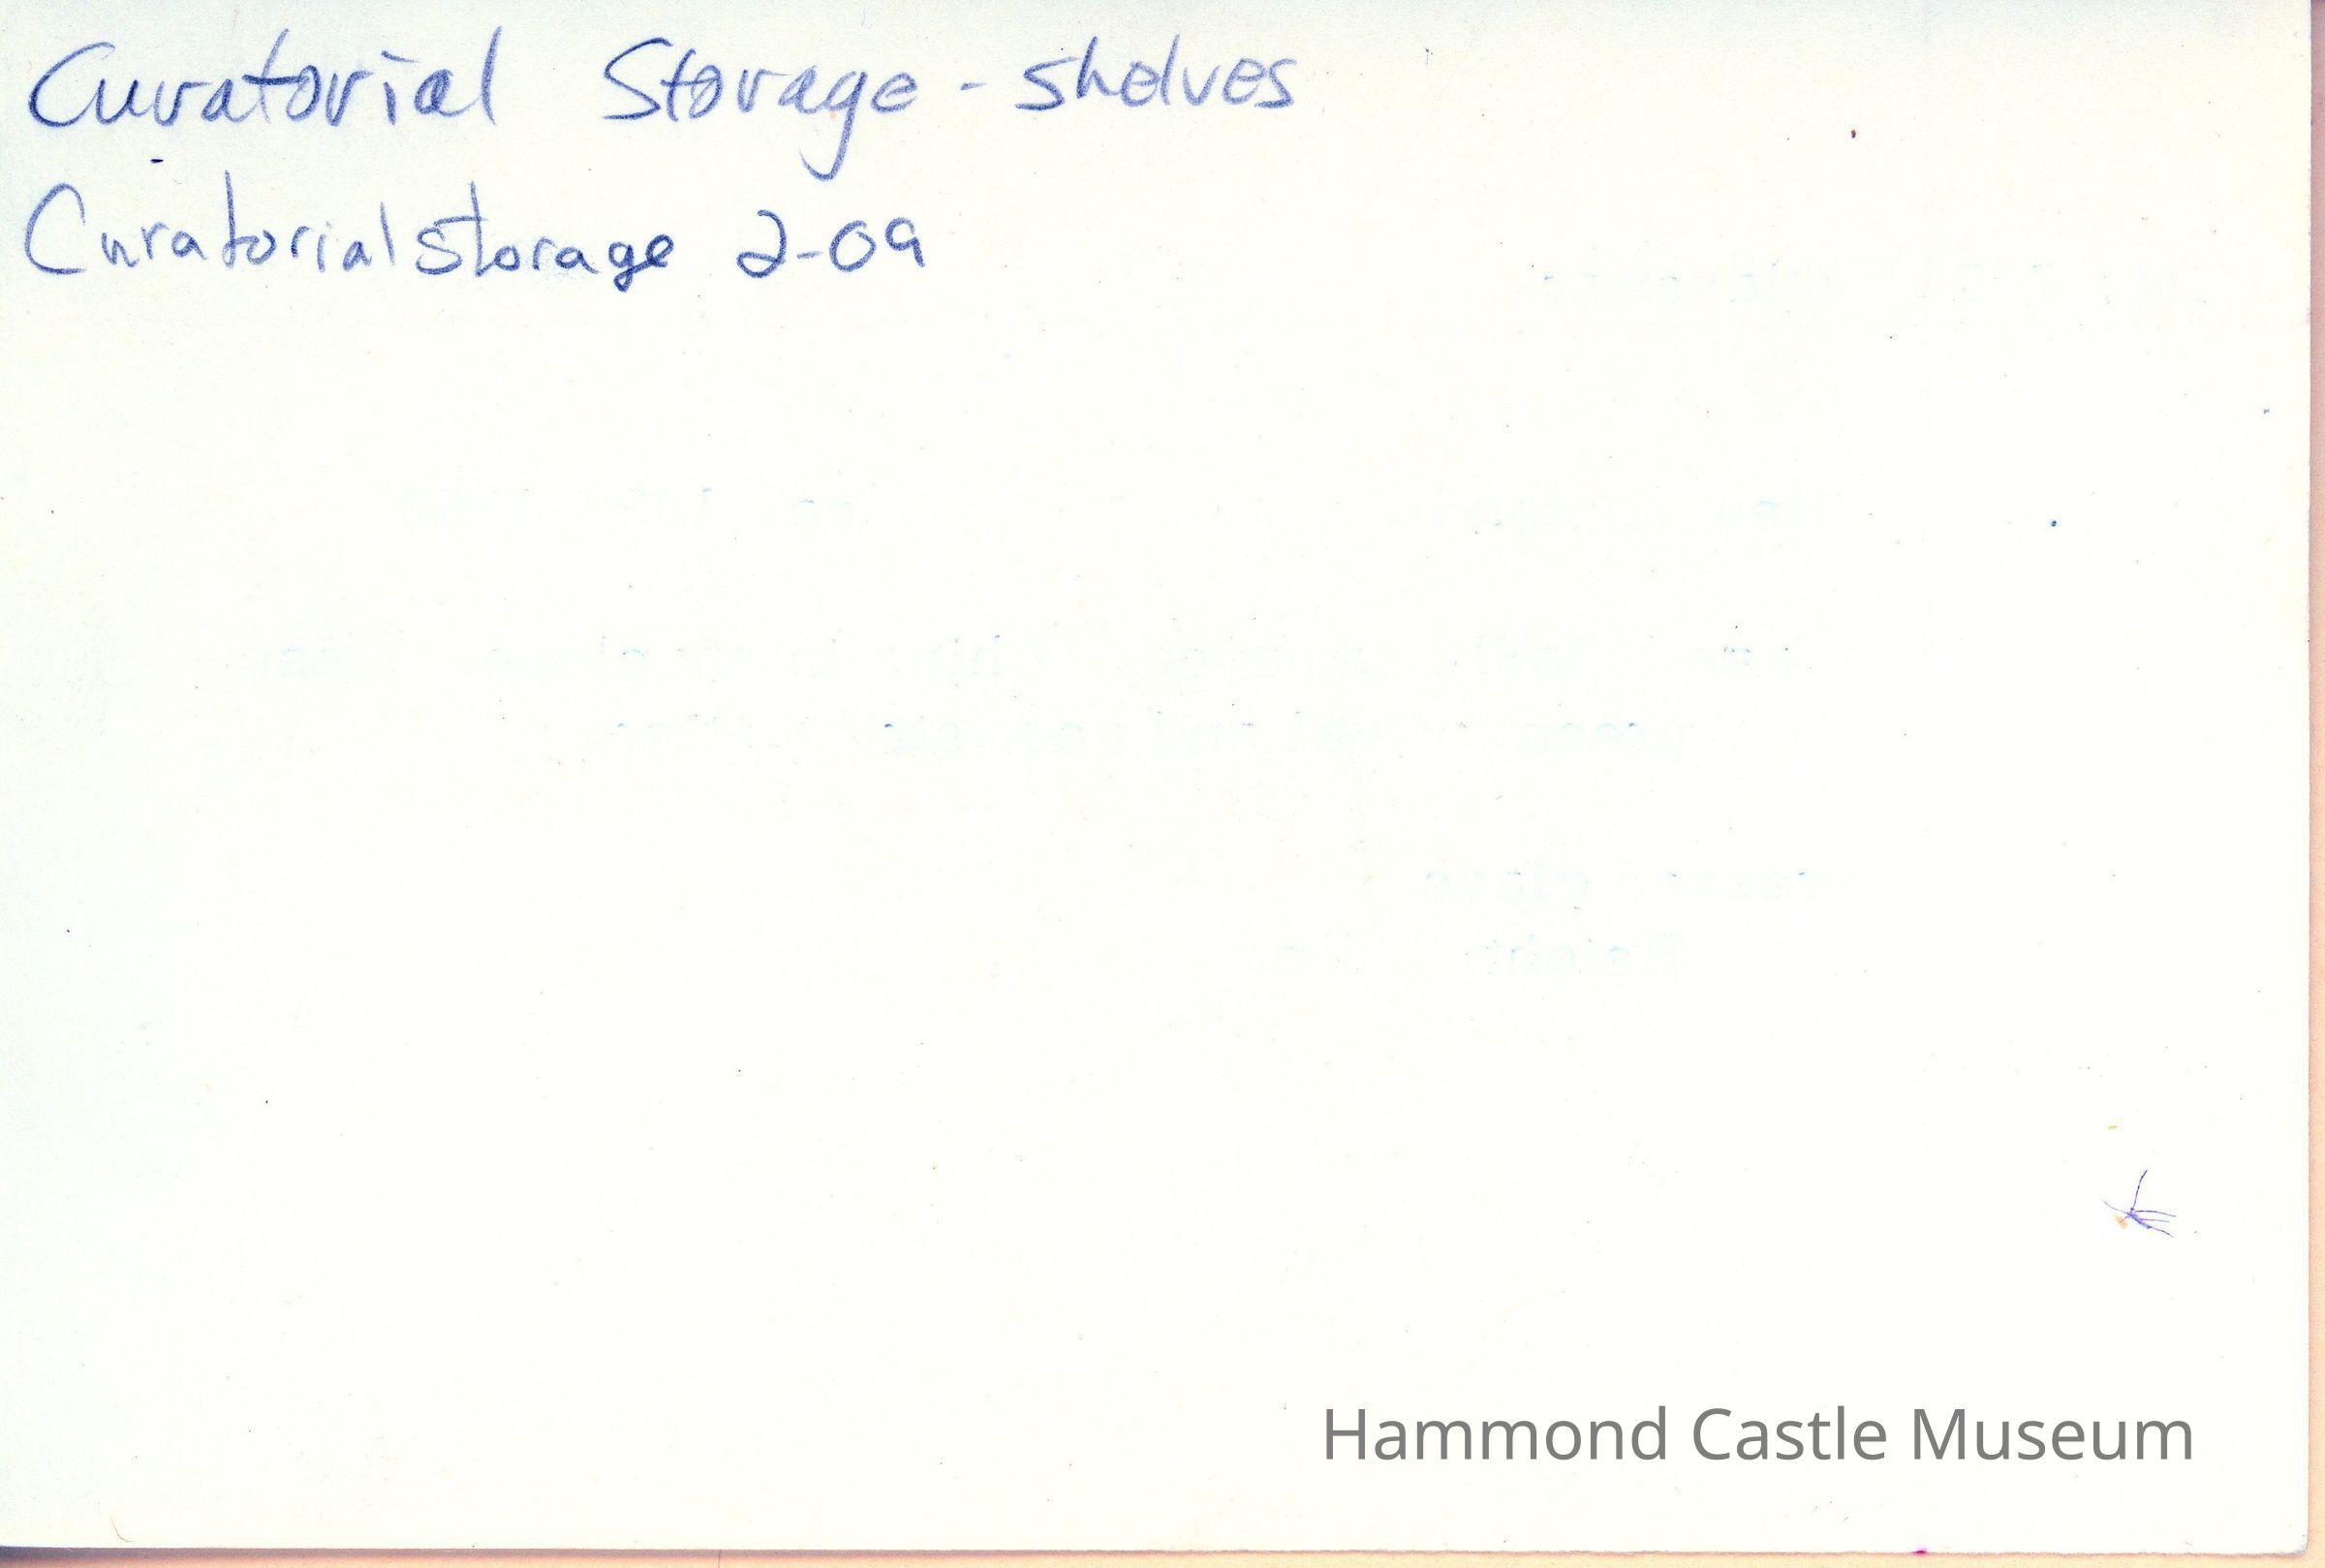 Curatorial Storage - shelves
Curatorial storage 2-09
Hammond Castle Museum